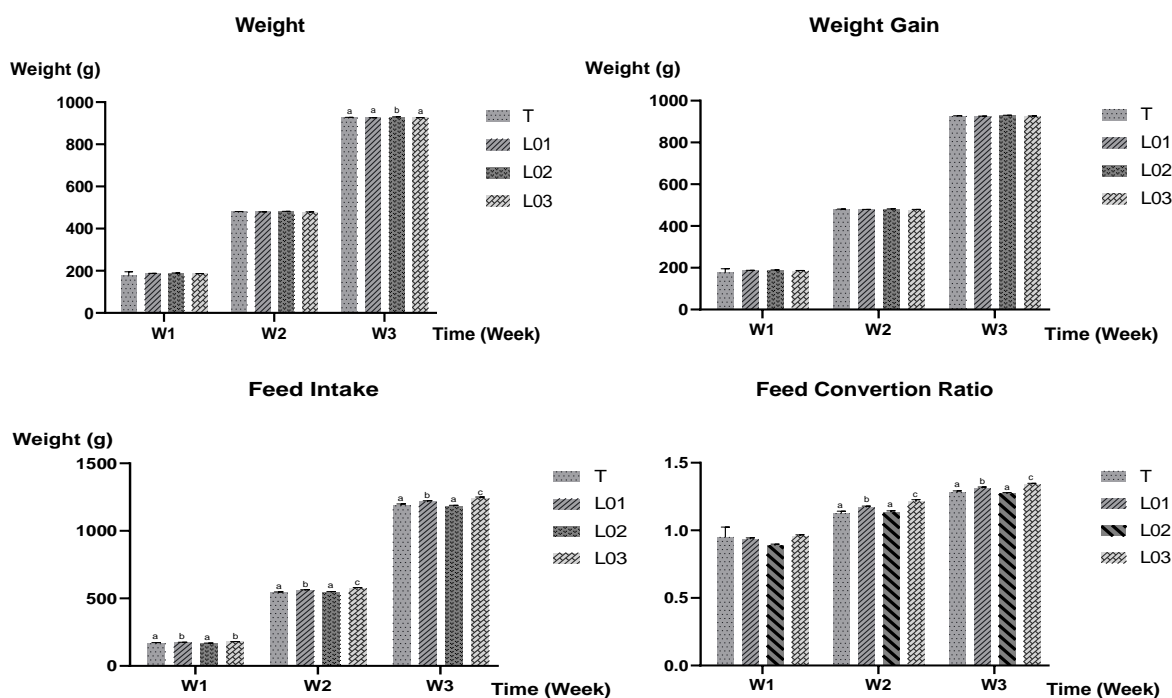 Weight
Weight (g)
1000
800
600
400
200
0
a a b a
W1 W2 W3 Time (Week)
T
L01
L02
L03
Weight Gain
Weight (g)
1000
800
600
400
200
0
W1 W2 W3 Time (Week)
T
L01
L02
L03
Feed Intake
Weight (g)
1500
1000
500
0
a b a b a b a c a b a c
W1 W2 W3 Time (Week)
T
L01
L02
L03
Feed Convertion Ratio
1.5
1.0
0.5
0.0
a b a c a b a c
W1 W2 W3 Time (Week)
T
L01
L02
L03